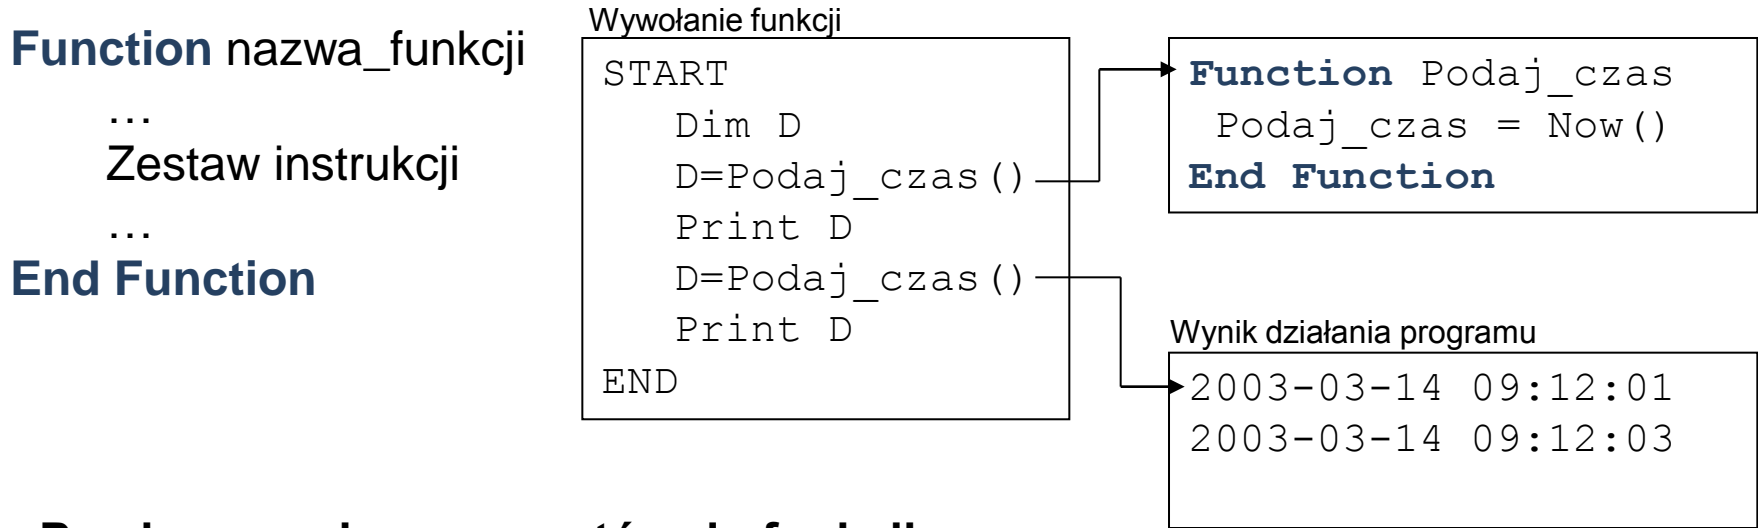 Function nazwa_funkcji
…
Zestaw instrukcji
…
End Function
Wywołanie funkcji
START
Dim D
D=Podaj_czas()
Print D
D=Podaj_czas()
Print D
END
Function Podaj_czas
Podaj_czas = Now()
End Function
Wynik działania programu
2003-03-14 09:12:01
2003-03-14 09:12:03